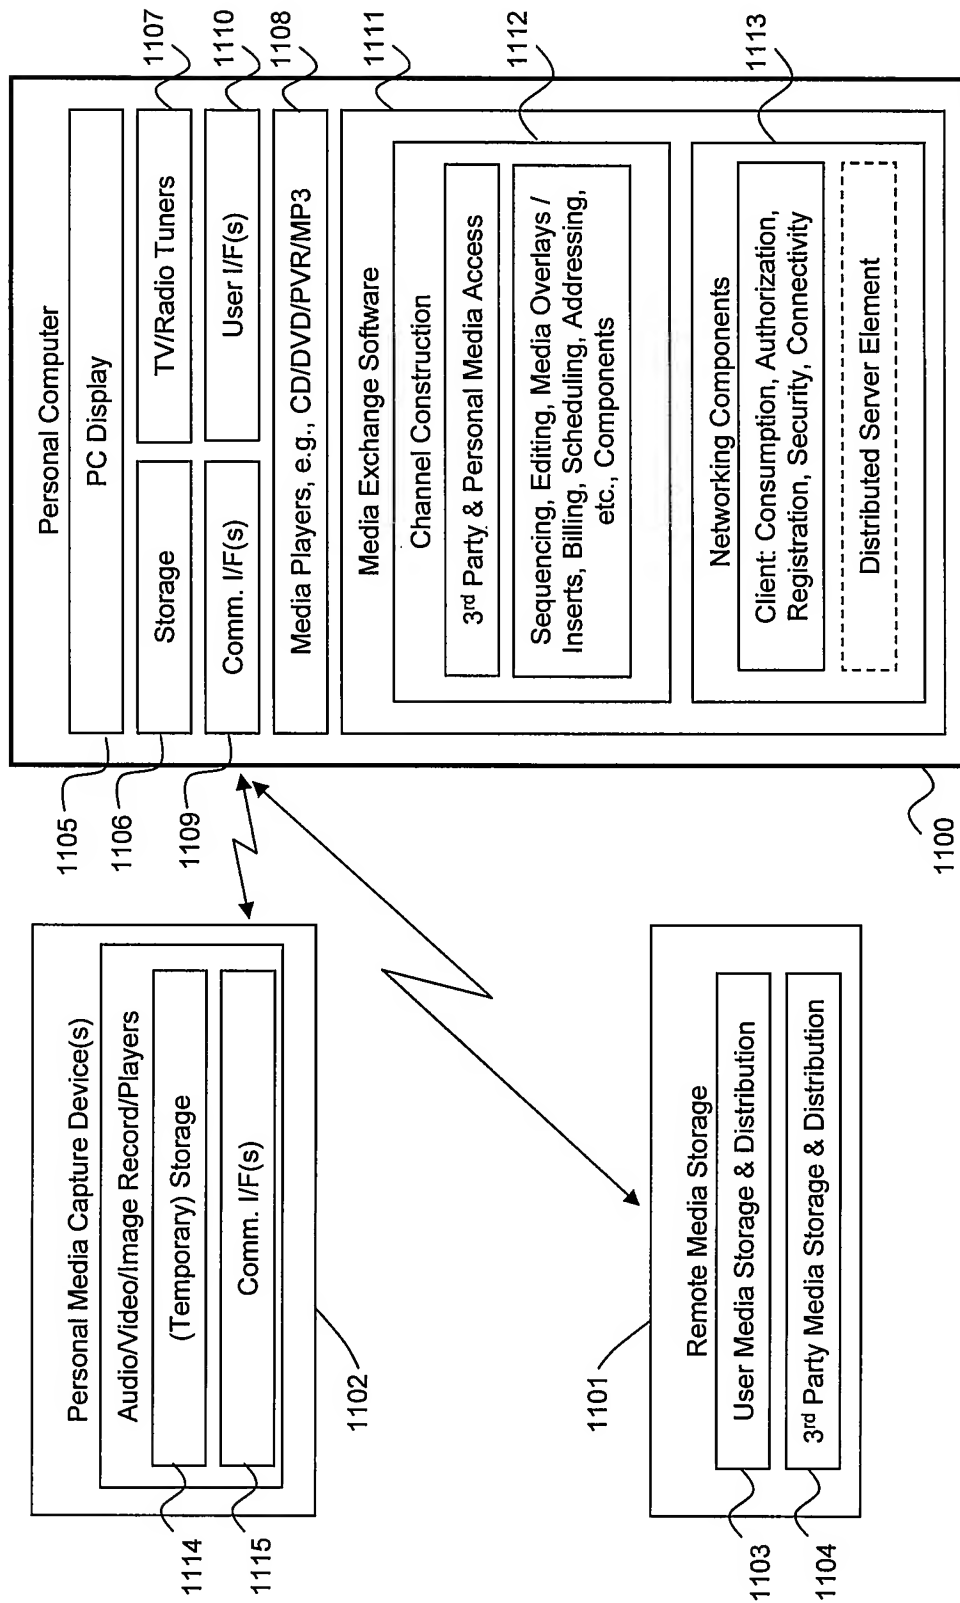 Personal Media Capture Device(s)
Audio/Video/Image Record/Players
(Temporary) Storage
Comm. I/F(s)
1114
1115
1102
Remote Media Storage
User Media Storage & Distribution
3rd Party Media Storage & Distribution
1101
1103
1104
Personal Computer
PC Display
Storage
TV/Radio Tuners
Comm. I/F(s)
User I/F(s)
Media Players, e.g., CD/DVD/PVR/MP3
Media Exchange Software
Channel Construction
3rd Party & Personal Media Access
Sequencing, Editing, Media Overlays /
Inserts, Billing, Scheduling, Addressing,
etc., Components
Networking Components
Client: Consumption, Authorization,
Registration, Security, Connectivity
Distributed Server Element
1105
1106
1109
1107
1110
1108
1111
1112
1113
1100